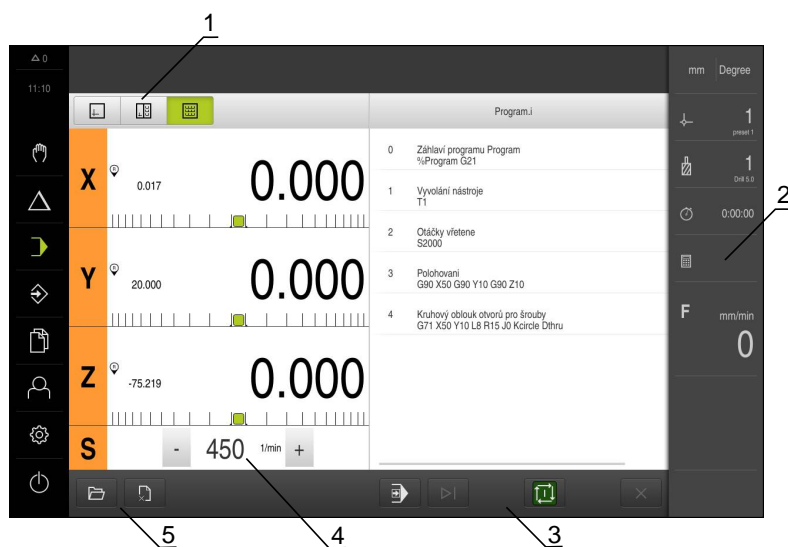 1
△ 0
11:10
Program.i
mm Degree
X
R
0.017
0.000
Y
R
20.000
0.000
Z
R
-75.219
0.000
S
- 450 1/min +
0 Záhlaví programu Program
%Program G21
1 Vyvolání nástroje
T1
2 Otáčky vřetene
S2000
3 Polohovani
G90 X50 G90 Y10 G90 Z10
4 Kruhový oblouk otvorů pro šrouby
G71 X50 Y10 L8 R15 J0 Kcircle Dthru
1
preset 1
1
Drill 5.0
0:00:00
2
F mm/min
0
5
4
3